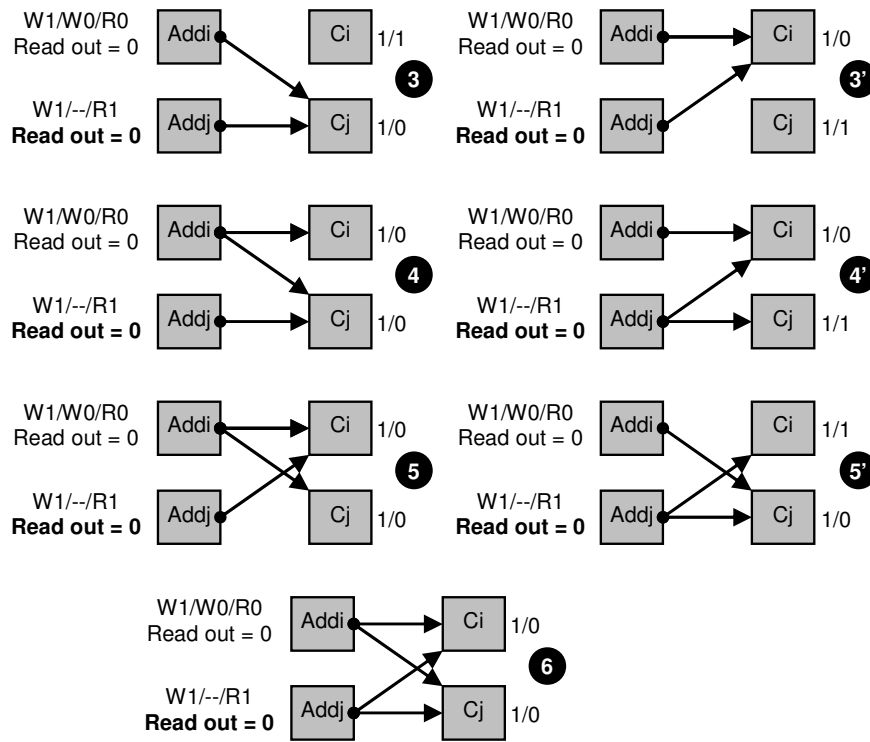 W1/W0/R0
Read out = 0
Addi
Ci
1/1
3
W1/--/R1
Read out = 0
Addj
Cj
1/0
W1/W0/R0
Read out = 0
Addi
Ci
1/0
3'
W1/--/R1
Read out = 0
Addj
Cj
1/1
W1/W0/R0
Read out = 0
Addi
Ci
1/0
4
W1/--/R1
Read out = 0
Addj
Cj
1/0
W1/W0/R0
Read out = 0
Addi
Ci
1/0
4'
W1/--/R1
Read out = 0
Addj
Cj
1/1
W1/W0/R0
Read out = 0
Addi
Ci
1/0
5
W1/--/R1
Read out = 0
Addj
Cj
1/0
W1/W0/R0
Read out = 0
Addi
Ci
1/1
5'
W1/--/R1
Read out = 0
Addj
Cj
1/0
W1/W0/R0
Read out = 0
Addi
Ci
1/0
6
W1/--/R1
Read out = 0
Addj
Cj
1/0